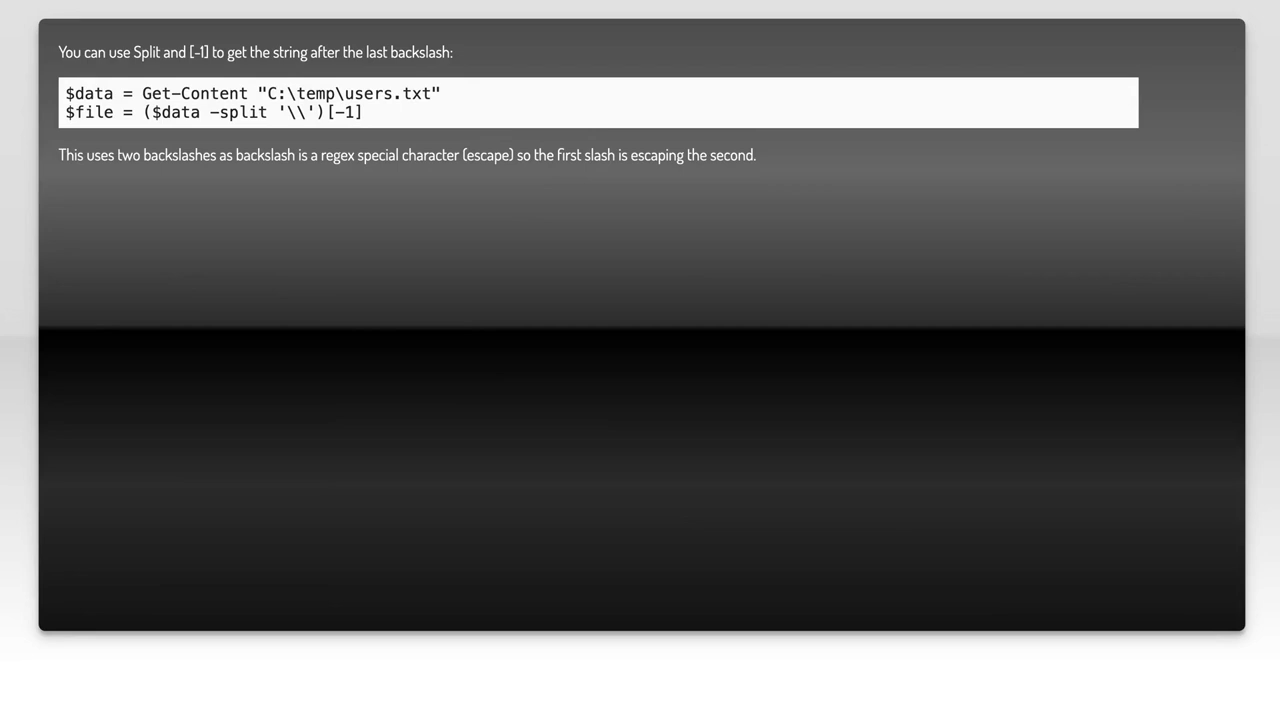 You can use Split and [-1] to get the string after the last backslash:
$data = Get-Content "C:\temp\users.txt"
$file = ($data -split '\\')[-1]
This uses two backslashes as backslash is a regex special character (escape) so the first slash is escaping the second.